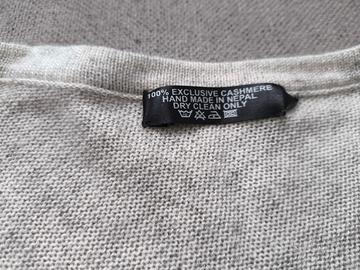 100% EXCLUSIVE CASHMERE
HAND MADE IN NEPAL
DRY CLEAN ONLY